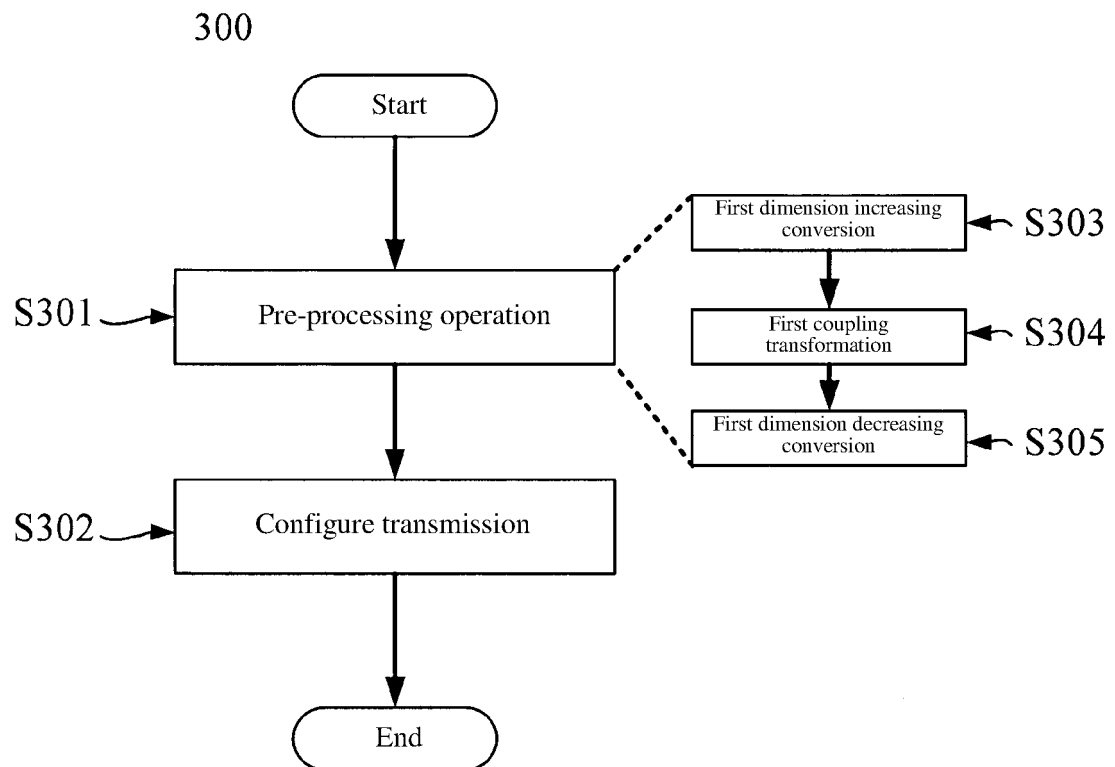 300
Start
First dimension increasing
conversion
S303
S301
Pre-processing operation
First coupling
transformation
S304
First dimension decreasing
conversion
S305
S302
Configure transmission
End